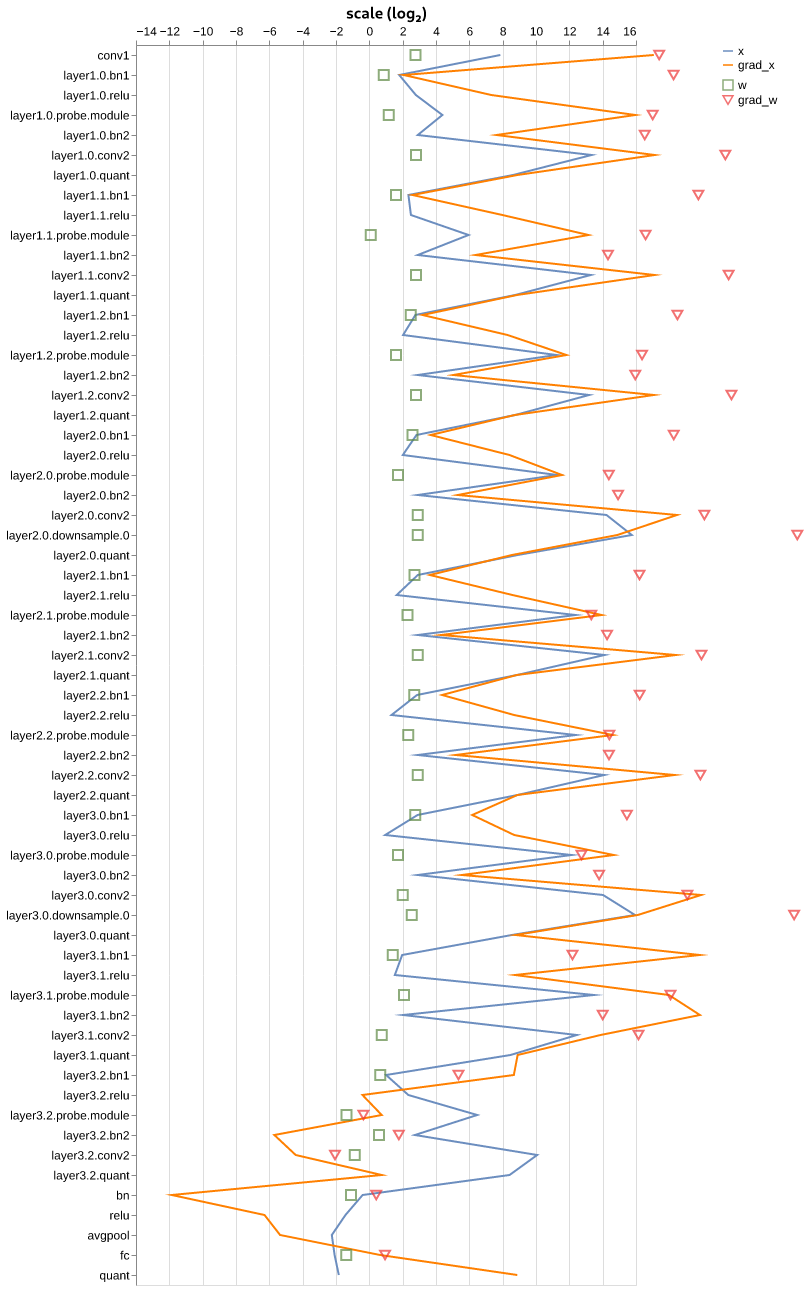 scale (log₂)
−14 −12 −10 −8 −6 −4 −2 0 2 4 6 8 10 12 14 16
x
grad_x
w
grad_w
conv1
layer1.0.bn1
layer1.0.relu
layer1.0.probe.module
layer1.0.bn2
layer1.0.conv2
layer1.0.quant
layer1.1.bn1
layer1.1.relu
layer1.1.probe.module
layer1.1.bn2
layer1.1.conv2
layer1.1.quant
layer1.2.bn1
layer1.2.relu
layer1.2.probe.module
layer1.2.bn2
layer1.2.conv2
layer1.2.quant
layer2.0.bn1
layer2.0.relu
layer2.0.probe.module
layer2.0.bn2
layer2.0.conv2
layer2.0.downsample.0
layer2.0.quant
layer2.1.bn1
layer2.1.relu
layer2.1.probe.module
layer2.1.bn2
layer2.1.conv2
layer2.1.quant
layer2.2.bn1
layer2.2.relu
layer2.2.probe.module
layer2.2.bn2
layer2.2.conv2
layer2.2.quant
layer3.0.bn1
layer3.0.relu
layer3.0.probe.module
layer3.0.bn2
layer3.0.conv2
layer3.0.downsample.0
layer3.0.quant
layer3.1.bn1
layer3.1.relu
layer3.1.probe.module
layer3.1.bn2
layer3.1.conv2
layer3.1.quant
layer3.2.bn1
layer3.2.relu
layer3.2.probe.module
layer3.2.bn2
layer3.2.conv2
layer3.2.quant
bn
relu
avgpool
fc
quant